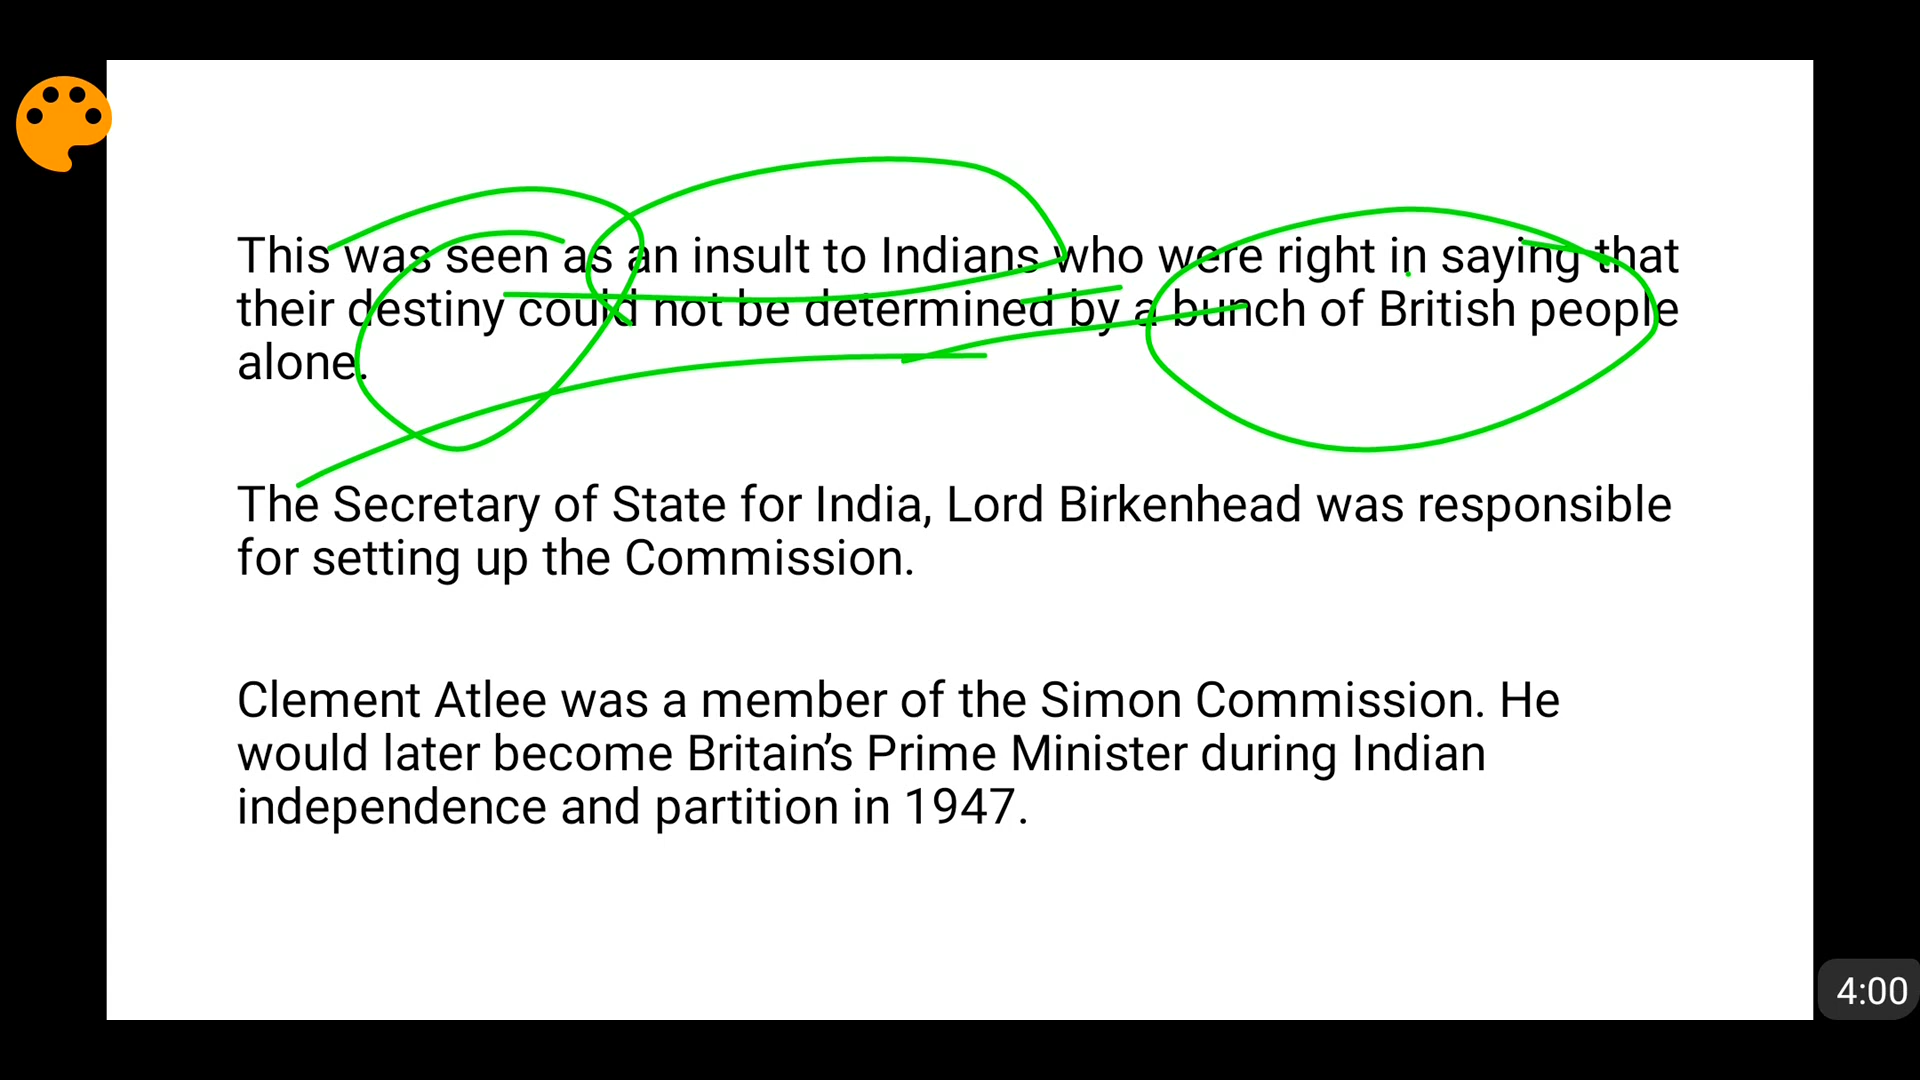 This was seen as an insult to Indians who were right in saying that
their destiny could not be determined by a bunch of British people
alone.
The Secretary of State for India, Lord Birkenhead was responsible
for setting up the Commission.
Clement Atlee was a member of the Simon Commission. He
would later become Britain’s Prime Minister during Indian
independence and partition in 1947.
4:00